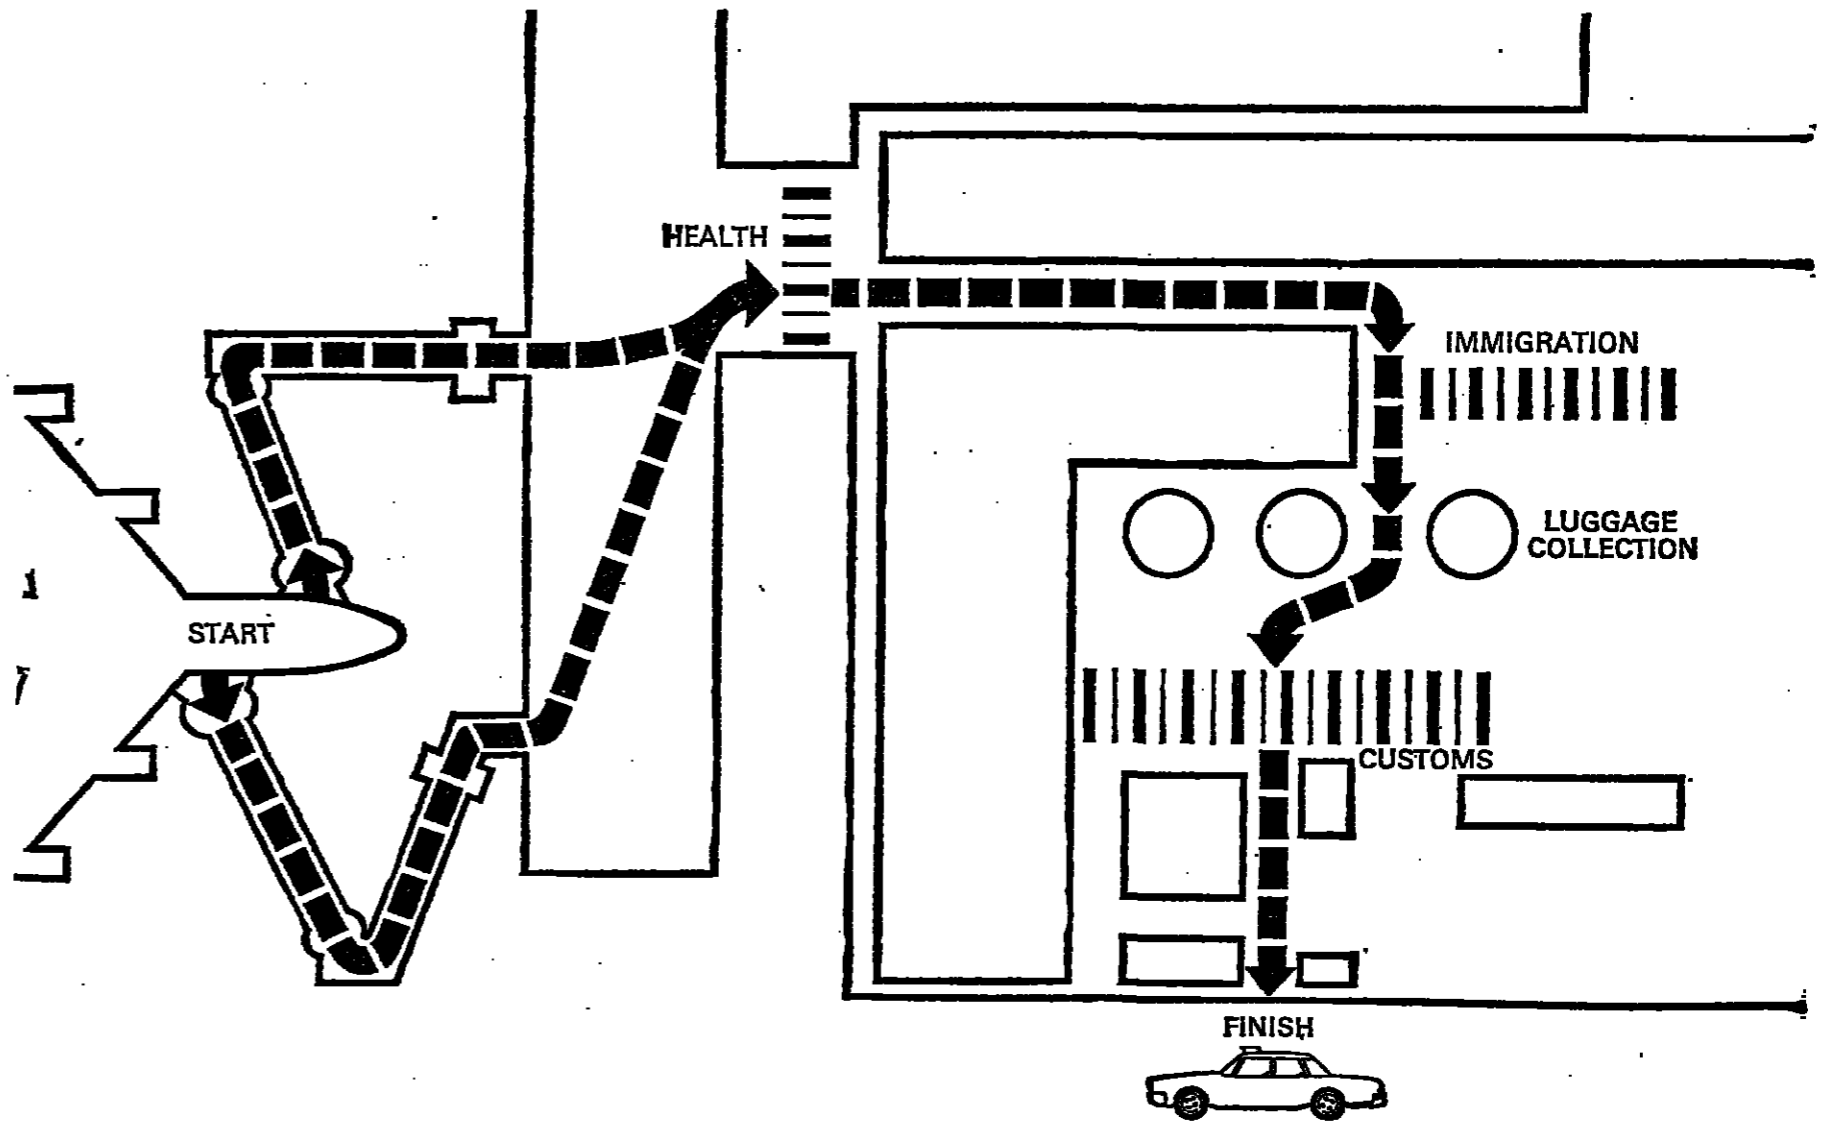 HEALTH
IMMIGRATION
LUGGAGE
COLLECTION
START
CUSTOMS
FINISH